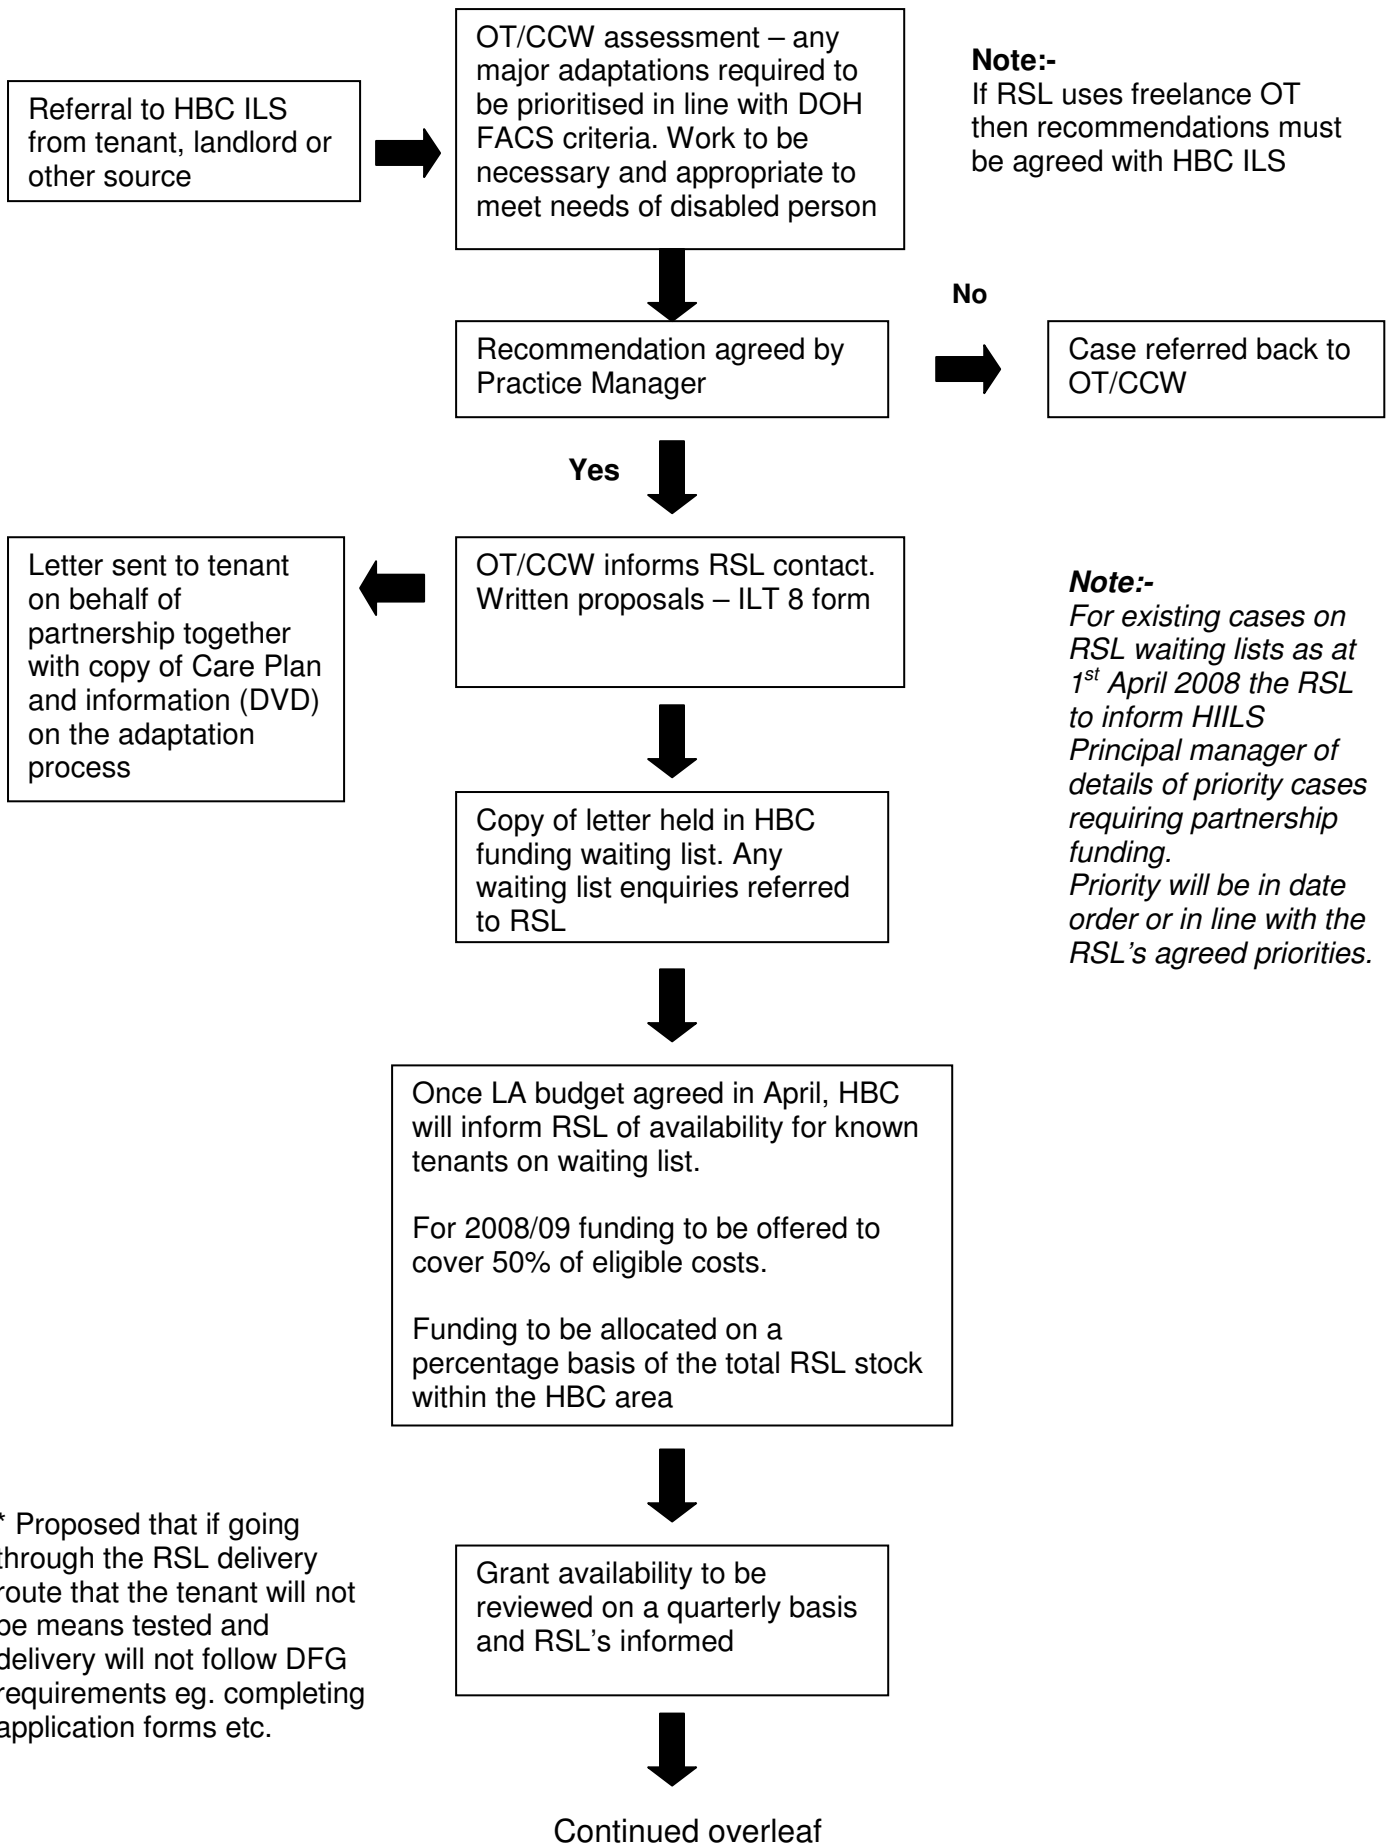 Referral to HBC ILS
from tenant, landlord or
other source
OT/CCW assessment – any
major adaptations required to
be prioritised in line with DOH
FACS criteria. Work to be
necessary and appropriate to
meet needs of disabled person
Note:-
If RSL uses freelance OT
then recommendations must
be agreed with HBC ILS
Recommendation agreed by
Practice Manager
No
Case referred back to
OT/CCW
Yes
Letter sent to tenant
on behalf of
partnership together
with copy of Care Plan
and information (DVD)
on the adaptation
process
OT/CCW informs RSL contact.
Written proposals – ILT 8 form
Note:-
For existing cases on
RSL waiting lists as at
1st April 2008 the RSL
to inform HIILS
Principal manager of
details of priority cases
requiring partnership
funding.
Priority will be in date
order or in line with the
RSL’s agreed priorities.
Copy of letter held in HBC
funding waiting list. Any
waiting list enquiries referred
to RSL
Once LA budget agreed in April, HBC
will inform RSL of availability for known
tenants on waiting list.
For 2008/09 funding to be offered to
cover 50% of eligible costs.
Funding to be allocated on a
percentage basis of the total RSL stock
within the HBC area
* Proposed that if going
through the RSL delivery
route that the tenant will not
be means tested and
delivery will not follow DFG
requirements eg. completing
application forms etc.
Grant availability to be
reviewed on a quarterly basis
and RSL’s informed
Continued overleaf